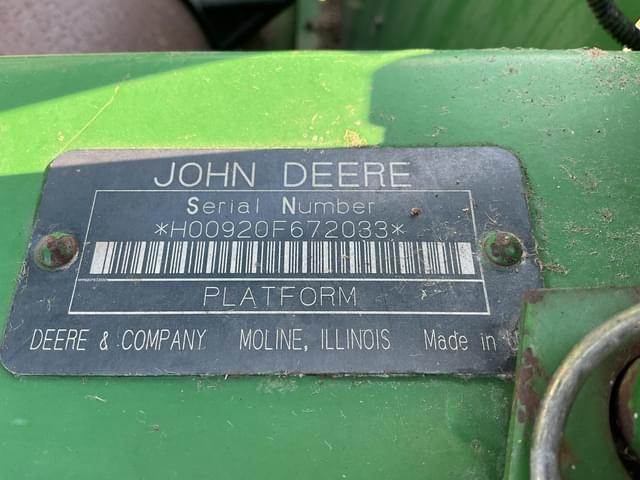 JOHN DEERE
Serial Number
*H00920F672033*
PLATFORM
DEERE & COMPANY MOLINE, ILLINOIS Made in